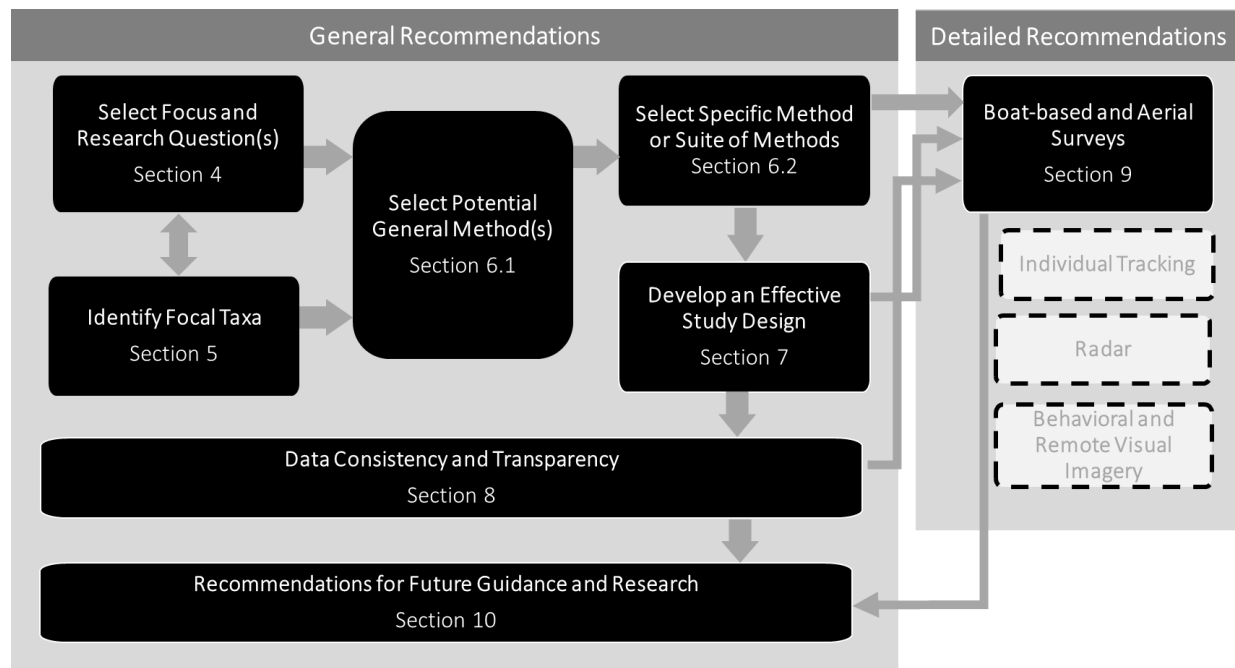 General Recommendations
Detailed Recommendations
Select Focus and
Research Question(s)
Section 4
Identify Focal Taxa
Section 5
Select Potential
General Method(s)
Section 6.1
Select Specific Method
or Suite of Methods
Section 6.2
Develop an Effective
Study Design
Section 7
Data Consistency and Transparency
Section 8
Recommendations for Future Guidance and Research
Section 10
Boat-based and Aerial
Surveys
Section 9
Individual Tracking
Radar
Behavioral and
Remote Visual
Imagery